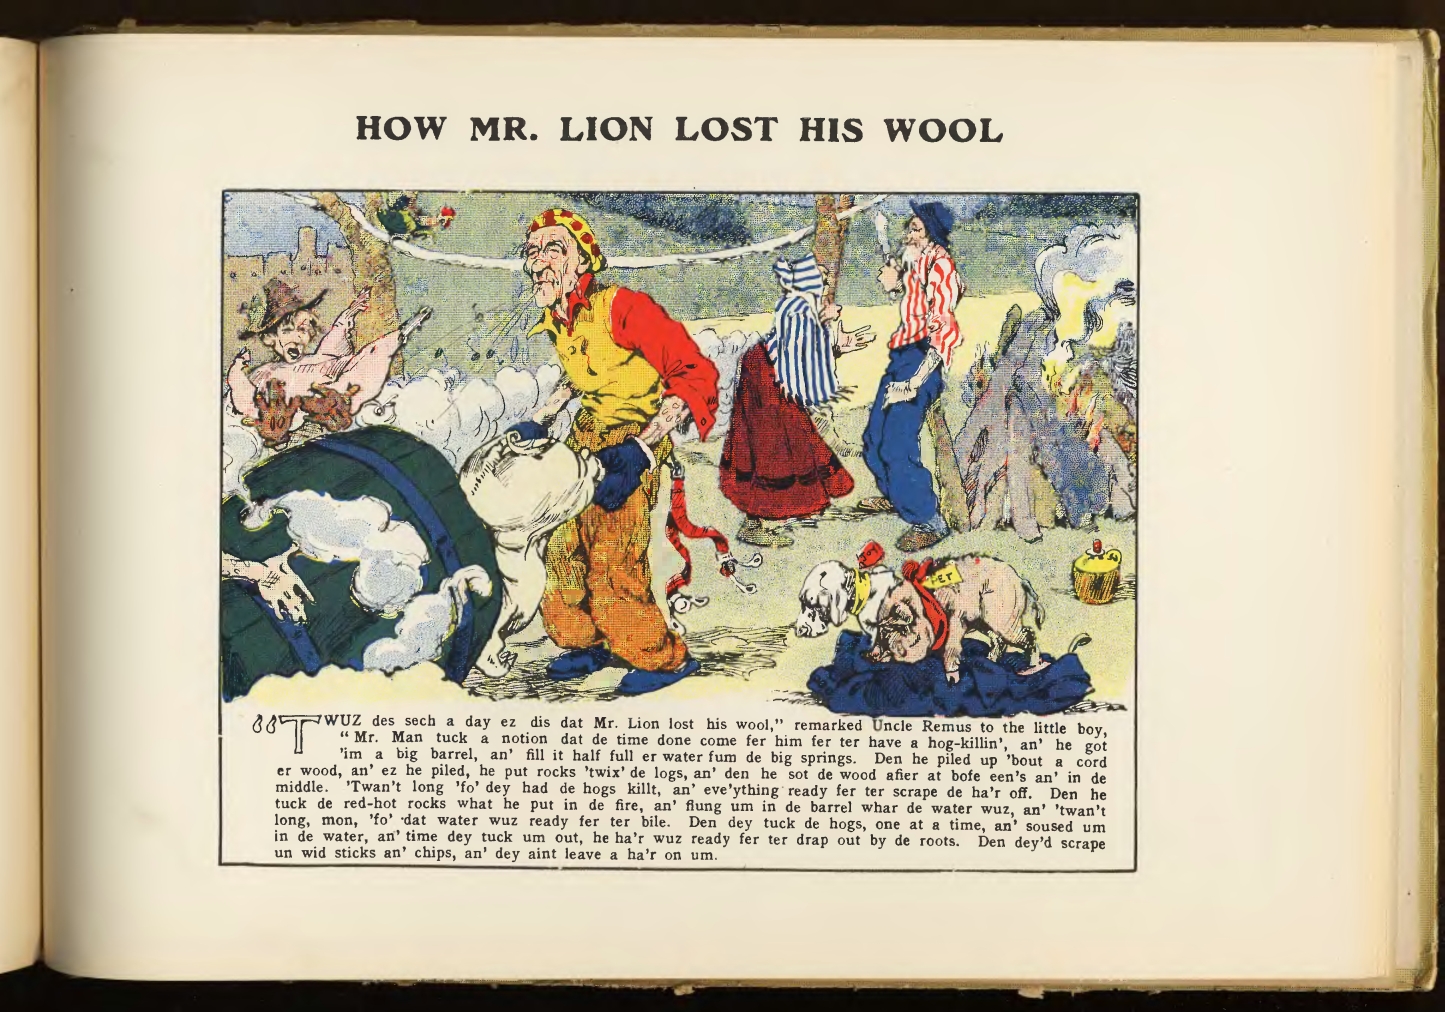 HOW MR. LION LOST HIS WOOL
JOY
PET
"'TWUZ des sech a day ez dis dat Mr. Lion lost his wool," remarked Uncle Remus to the little boy,
"Mr. Man tuck a notion dat de time done come fer him fer ter have a hog-killin', an' he got
'im a big barrel, an' fill it half full er water fum de big springs. Den he piled up 'bout a cord
er wood, an' ez he piled, he put rocks 'twix' de logs, an' den he sot de wood afier at bofe een's an' in de
middle. 'Twan't long 'fo' dey had de hogs killt, an' eve'ything ready fer ter scrape de ha'r off. Den he
tuck de red-hot rocks what he put in de fire, an' flung um in de barrel whar de water wuz, an' 'twan't
long, mon, 'fo' dat water wuz ready fer ter bile. Den dey tuck de hogs, one at a time, an' soused um
in de water, an' time dey tuck um out, he ha'r wuz ready fer ter drap out by de roots. Den dey'd scrape
un wid sticks an' chips, an' dey aint leave a ha'r on um.